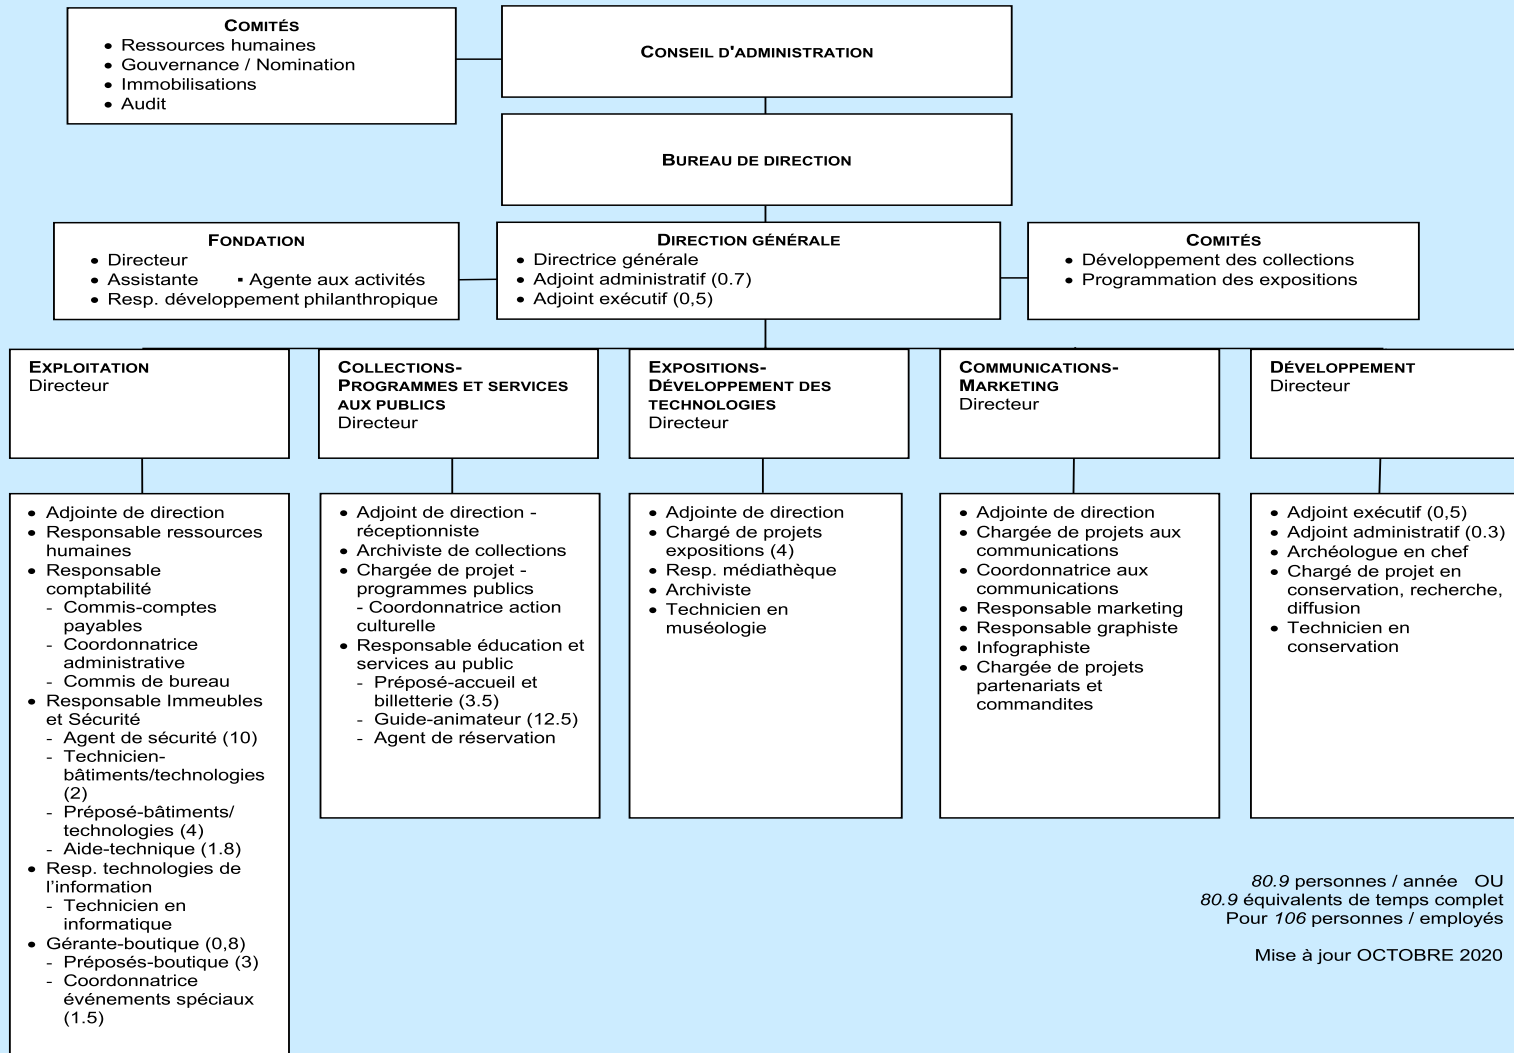 COMITÉS
• Ressources humaines
• Gouvernance / Nomination
• Immobilisations
• Audit
CONSEIL D'ADMINISTRATION
BUREAU DE DIRECTION
FONDATION
• Directeur
• Assistante ▪ Agente aux activités
• Resp. développement philanthropique
DIRECTION GÉNÉRALE
• Directrice générale
• Adjoint administratif (0.7)
• Adjoint exécutif (0,5)
COMITÉS
• Développement des collections
• Programmation des expositions
EXPLOITATION
Directeur
COLLECTIONS-
PROGRAMMES ET SERVICES
AUX PUBLICS
Directeur
EXPOSITIONS-
DÉVELOPPEMENT DES
TECHNOLOGIES
Directeur
COMMUNICATIONS-
MARKETING
Directeur
DÉVELOPPEMENT
Directeur
• Adjointe de direction
• Responsable ressources
humaines
• Responsable
comptabilité
- Commis-comptes
payables
- Coordonnatrice
administrative
- Commis de bureau
• Responsable Immeubles
et Sécurité
- Agent de sécurité (10)
- Technicien-
bâtiments/technologies
(2)
- Préposé-bâtiments/
technologies (4)
- Aide-technique (1.8)
• Resp. technologies de
l’information
- Technicien en
informatique
• Gérante-boutique (0,8)
- Préposés-boutique (3)
- Coordonnatrice
événements spéciaux
(1.5)
• Adjoint de direction -
réceptionniste
• Archiviste de collections
• Chargée de projet -
programmes publics
- Coordonnatrice action
culturelle
• Responsable éducation et
services au public
- Préposé-accueil et
billetterie (3.5)
- Guide-animateur (12.5)
- Agent de réservation
• Adjointe de direction
• Chargé de projets
expositions (4)
• Resp. médiathèque
• Archiviste
• Technicien en
muséologie
• Adjointe de direction
• Chargée de projets aux
communications
• Coordonnatrice aux
communications
• Responsable marketing
• Responsable graphiste
• Infographiste
• Chargée de projets
partenariats et
commandites
• Adjoint exécutif (0,5)
• Adjoint administratif (0.3)
• Archéologue en chef
• Chargé de projet en
conservation, recherche,
diffusion
• Technicien en
conservation
80.9 personnes / année OU
80.9 équivalents de temps complet
Pour 106 personnes / employés
Mise à jour OCTOBRE 2020